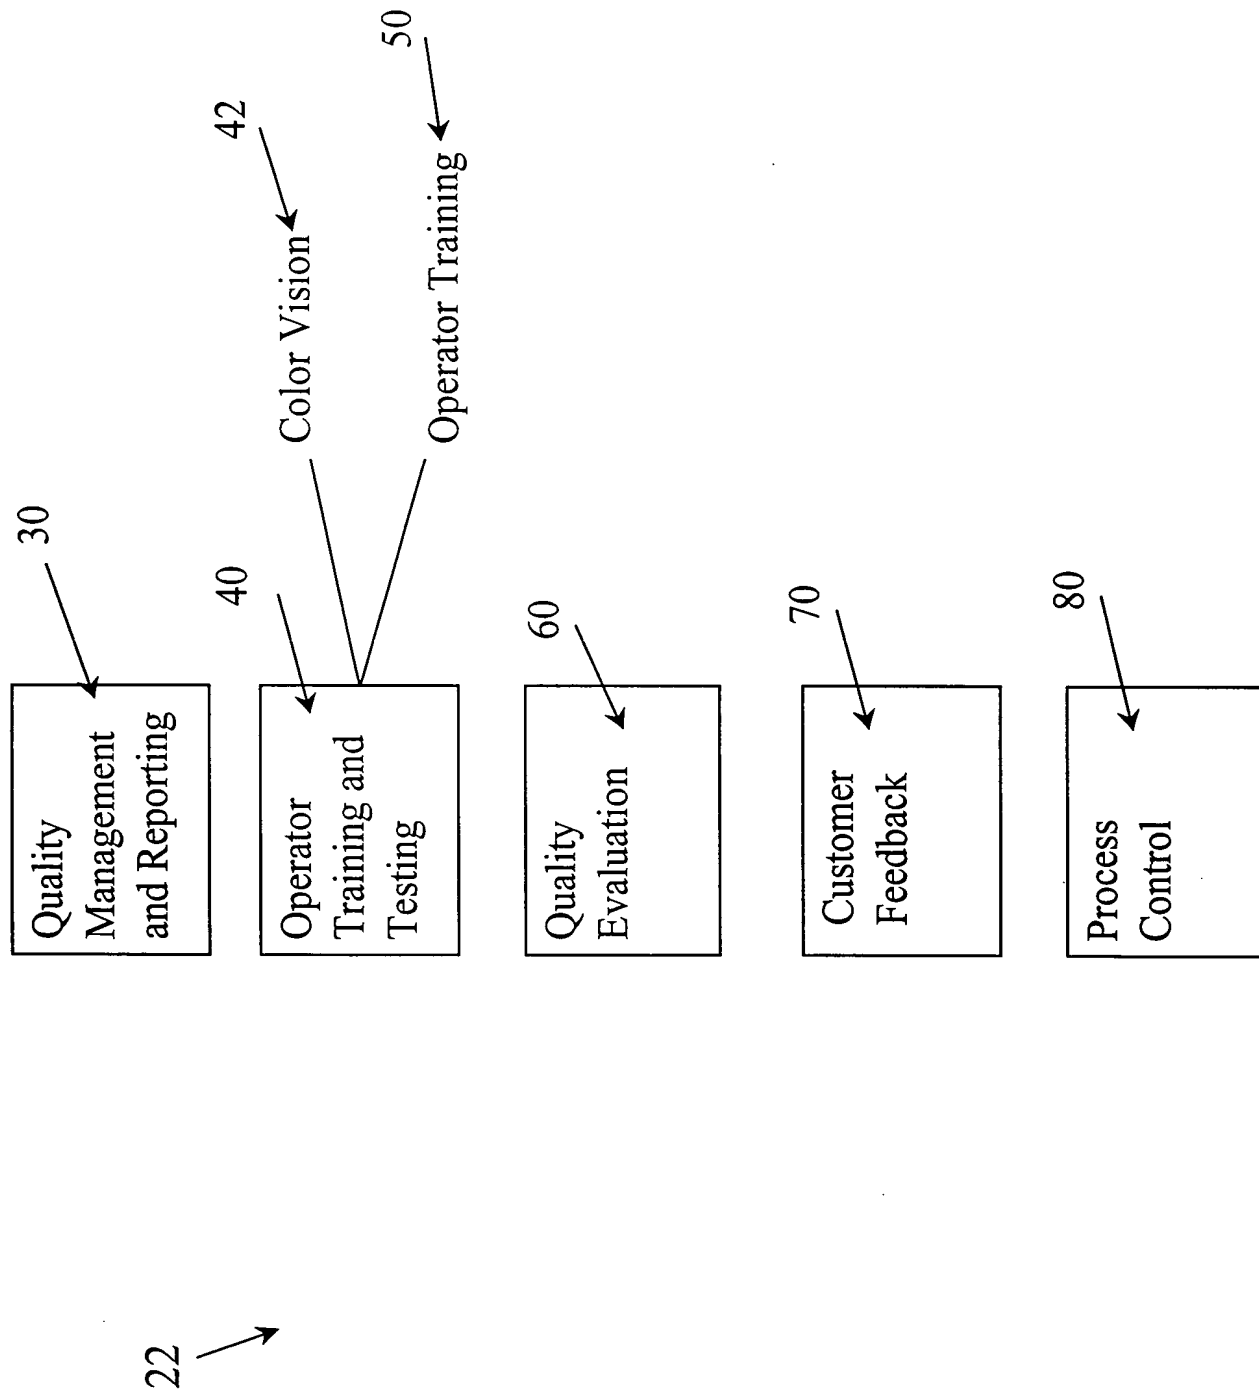 22
30
Quality
Management
and Reporting
40
Operator
Training and
Testing
42
Color Vision
50
Operator Training
60
Quality
Evaluation
70
Customer
Feedback
80
Process
Control